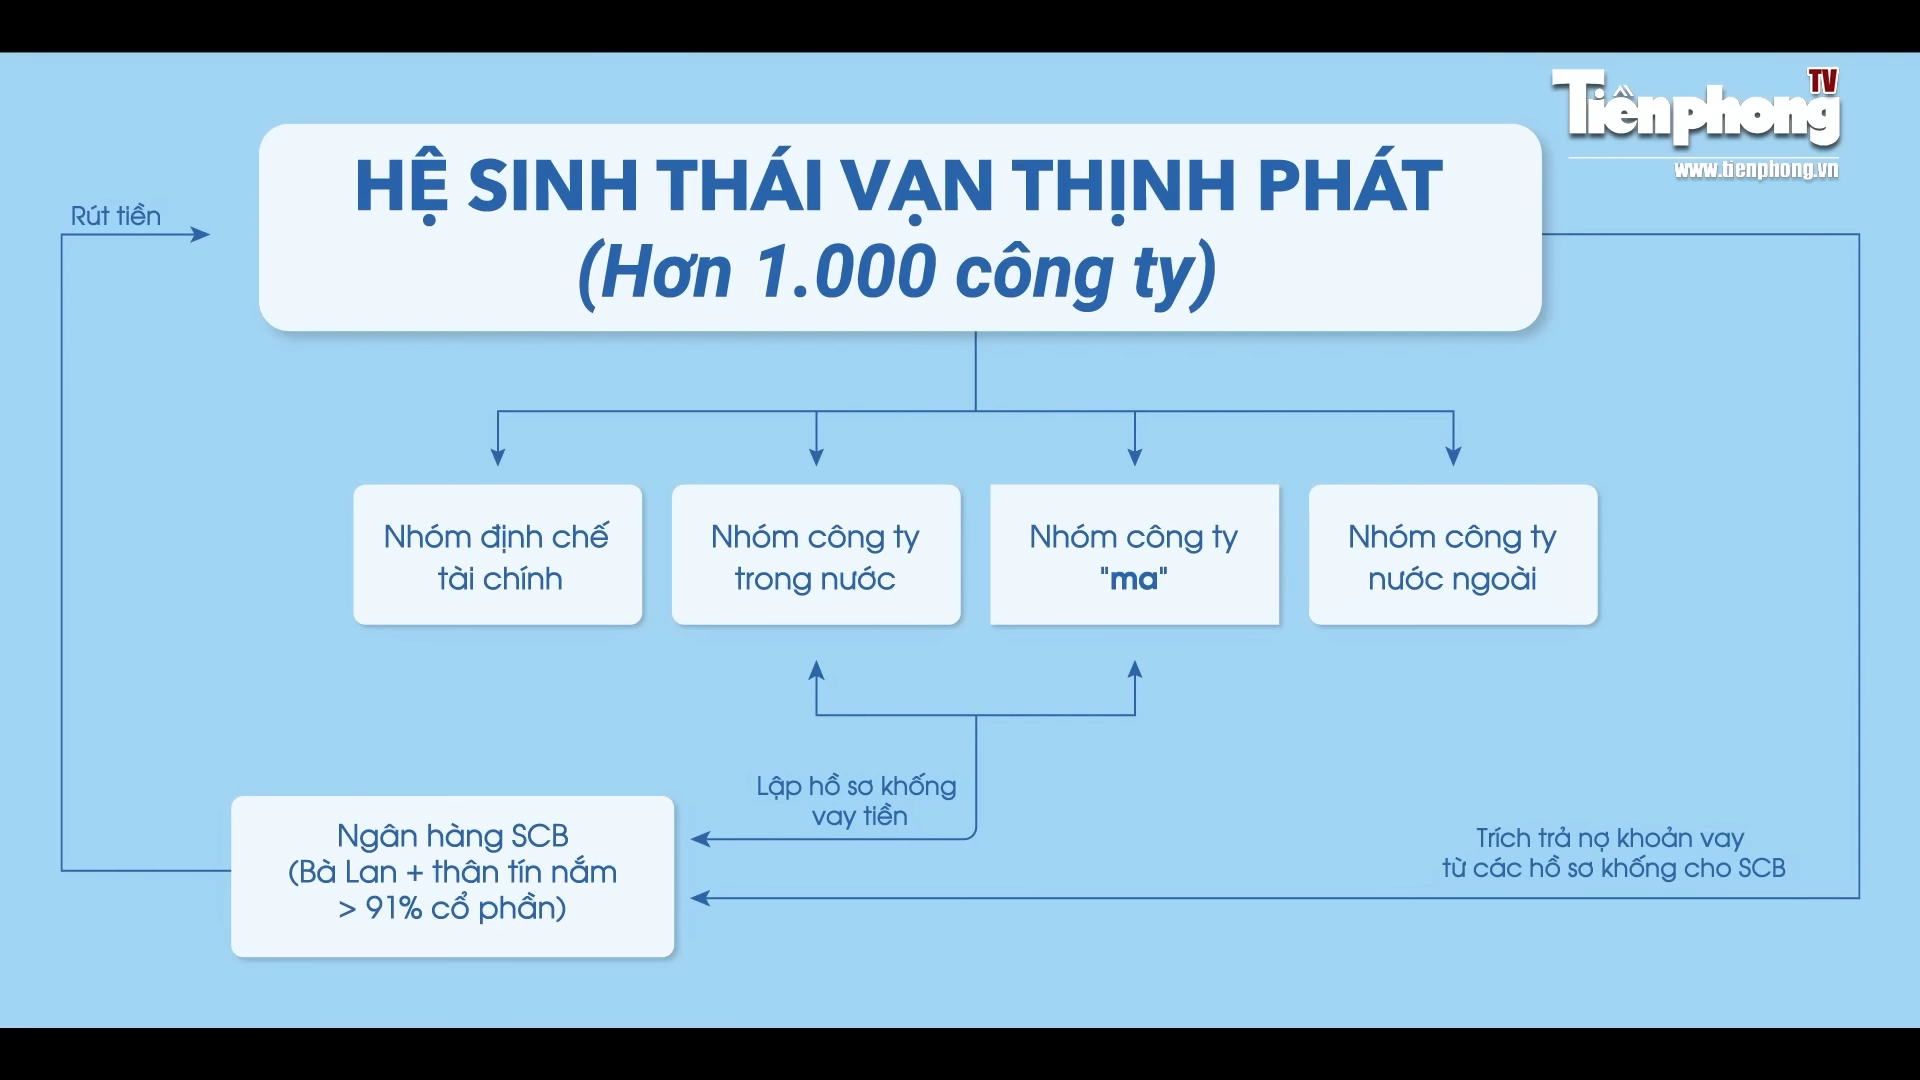 Tiềnphong TV
www.tienphong.vn
HỆ SINH THÁI VẠN THỊNH PHÁT
(Hơn 1.000 công ty)
Rút tiền
Nhóm định chế
tài chính
Nhóm công ty
trong nước
Nhóm công ty
"ma"
Nhóm công ty
nước ngoài
Lập hồ sơ khống
vay tiền
Ngân hàng SCB
(Bà Lan + thân tín nắm
> 91% cổ phần)
Trích trả nợ khoản vay
từ các hồ sơ khống cho SCB